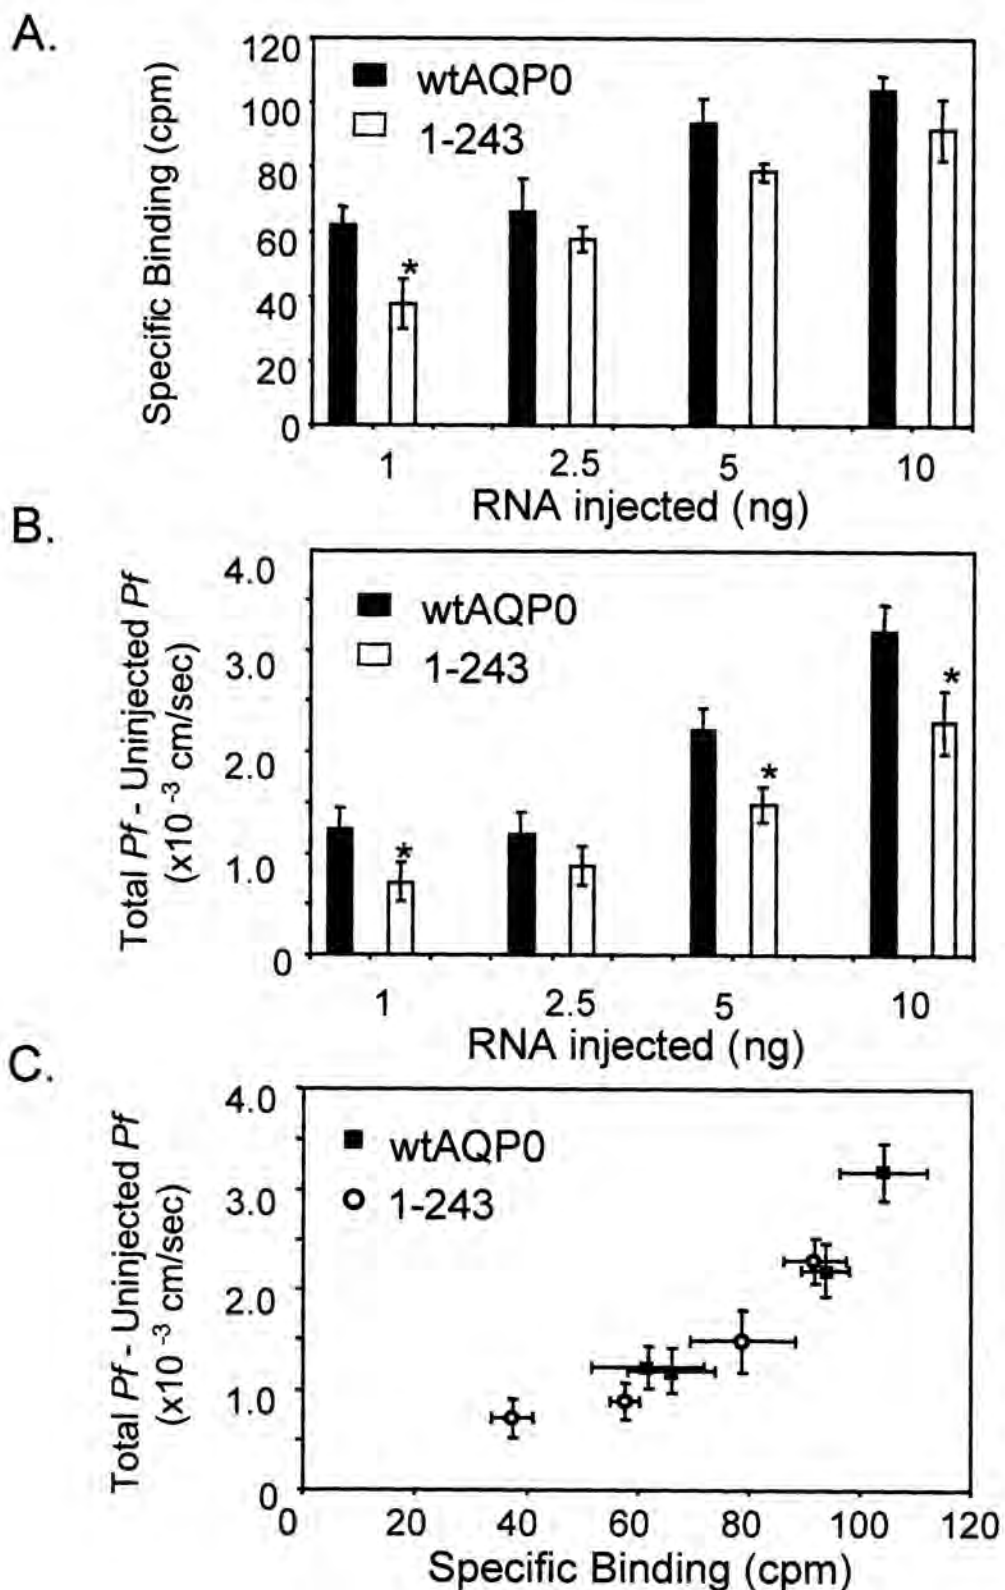 A.
Specific Binding (cpm)
120
100
80
60
40
20
0
wtAQP0
1-243
*
1
2.5
5
10
RNA injected (ng)
B.
Total Pf - Uninjected Pf
(x10 -3 cm/sec)
4.0
3.0
2.0
1.0
0
wtAQP0
1-243
*
*
*
1
2.5
5
10
RNA injected (ng)
C.
Total Pf - Uninjected Pf
(x10 -3 cm/sec)
4.0
3.0
2.0
1.0
0
wtAQP0
1-243
0
20
40
60
80
100
120
Specific Binding (cpm)